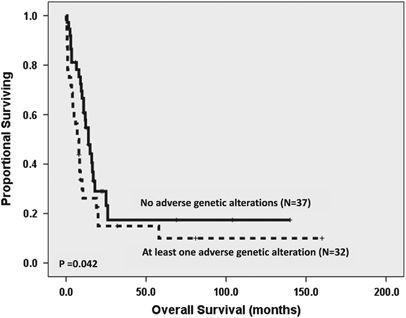 1.0
0.8
0.6
0.4
0.2
0.0
Proportional Surviving
No adverse genetic alterations (N=37)
At least one adverse genetic alteration (N=32)
P =0.042
0.0 50.0 100.0 150.0 200.0
Overall Survival (months)